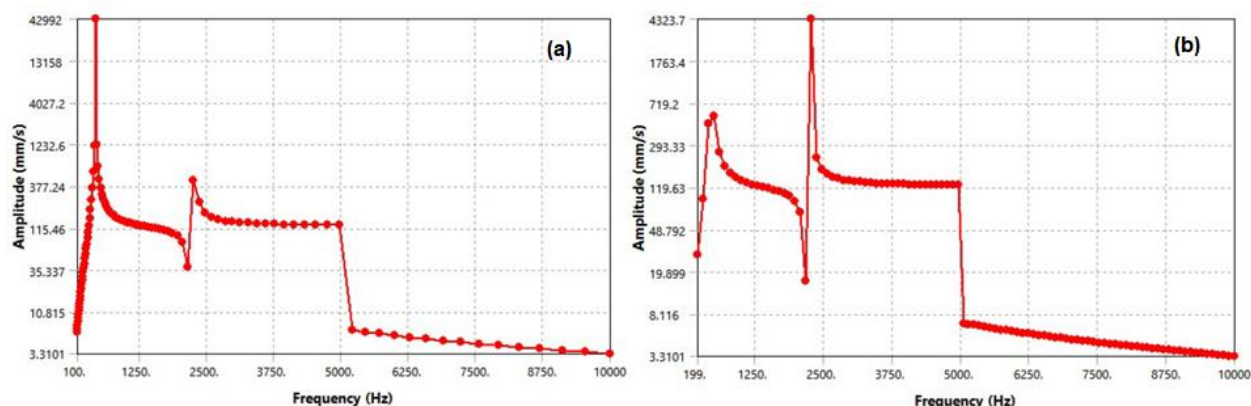 42992
13158
4027.2
1232.6
377.24
115.46
35.337
10.815
3.3101
Amplitude (mm/s)
(a)
100. 1250. 2500. 3750. 5000. 6250. 7500. 8750. 10000
Frequency (Hz)
4323.7
1763.4
719.2
293.33
119.63
48.792
19.899
8.116
3.3101
Amplitude (mm/s)
(b)
199. 1250. 2500. 3750. 5000. 6250. 7500. 8750. 10000
Frequency (Hz)